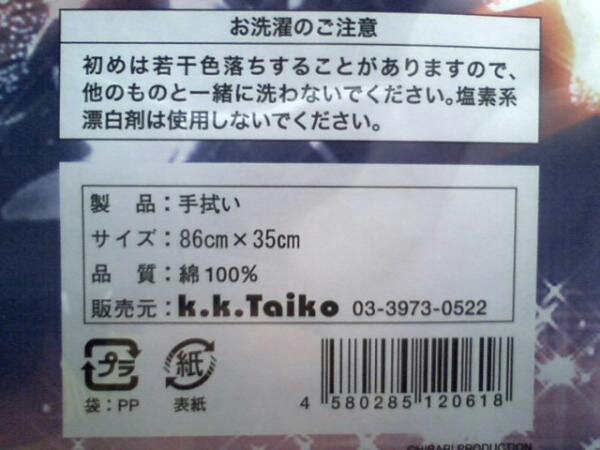 お洗濯のご注意
初めは若干色落ちすることがありますので、
他のものと一緒に洗わないでください。塩素系
漂白剤は使用しないでください。
製　品：手拭い
サイズ：86cm×35cm
品　質：綿100%
販売元：k.k.Taiko 03-3973-0522
プラ 紙
袋：PP 表紙
4 580285 120618
PRODUCTION